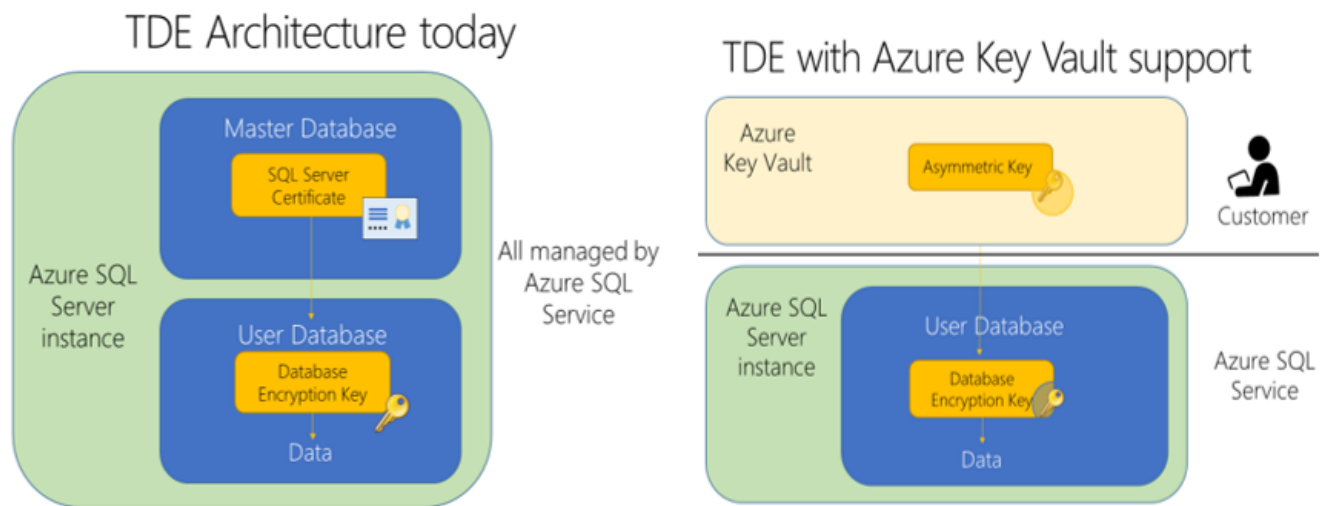 TDE Architecture today
Master Database
SQL Server
Certificate
Azure SQL
Server
instance
User Database
Database
Encryption Key
Data
All managed by
Azure SQL
Service
TDE with Azure Key Vault support
Azure
Key Vault
Asymmetric Key
Customer
Azure SQL
Server
instance
User Database
Database
Encryption Key
Data
Azure SQL
Service